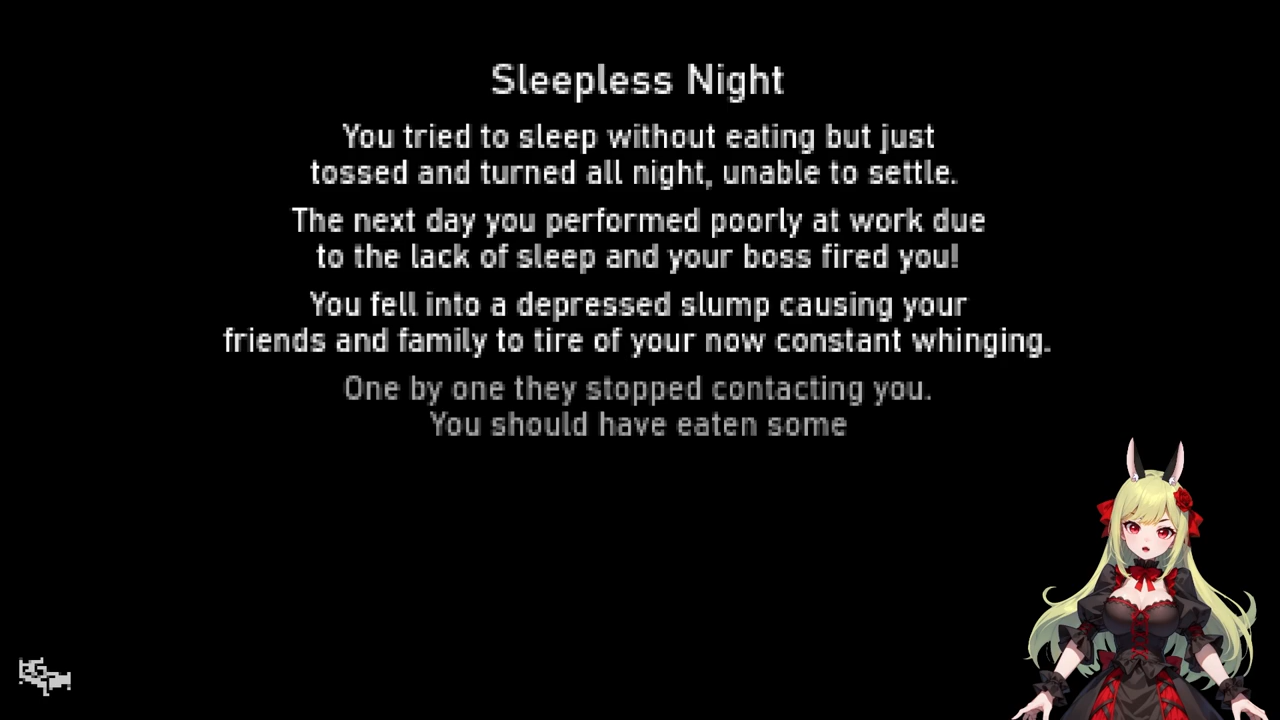 Sleepless Night
You tried to sleep without eating but just
tossed and turned all night, unable to settle.
The next day you performed poorly at work due
to the lack of sleep and your boss fired you!
You fell into a depressed slump causing your
friends and family to tire of your now constant whinging.
One by one they stopped contacting you.
You should have eaten some